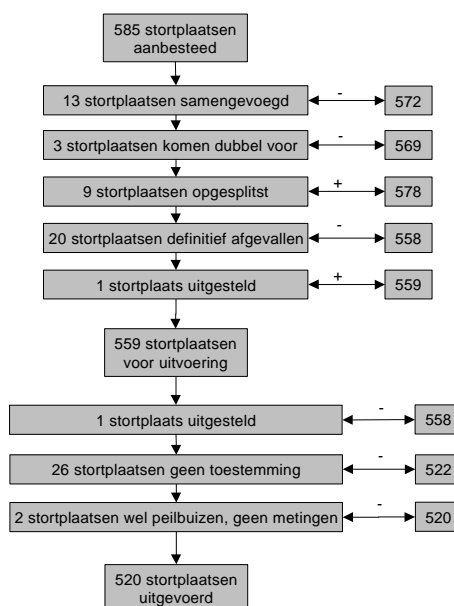 585 stortplaatsen
aanbesteed
13 stortplaatsen samengevoegd
-
572
3 stortplaatsen komen dubbel voor
-
569
9 stortplaatsen opgesplitst
+
578
20 stortplaatsen definitief afgevallen
-
558
1 stortplaats uitgesteld
+
559
559 stortplaatsen
voor uitvoering
1 stortplaats uitgesteld
-
558
26 stortplaatsen geen toestemming
-
522
2 stortplaatsen wel peilbuizen, geen metingen
-
520
520 stortplaatsen
uitgevoerd